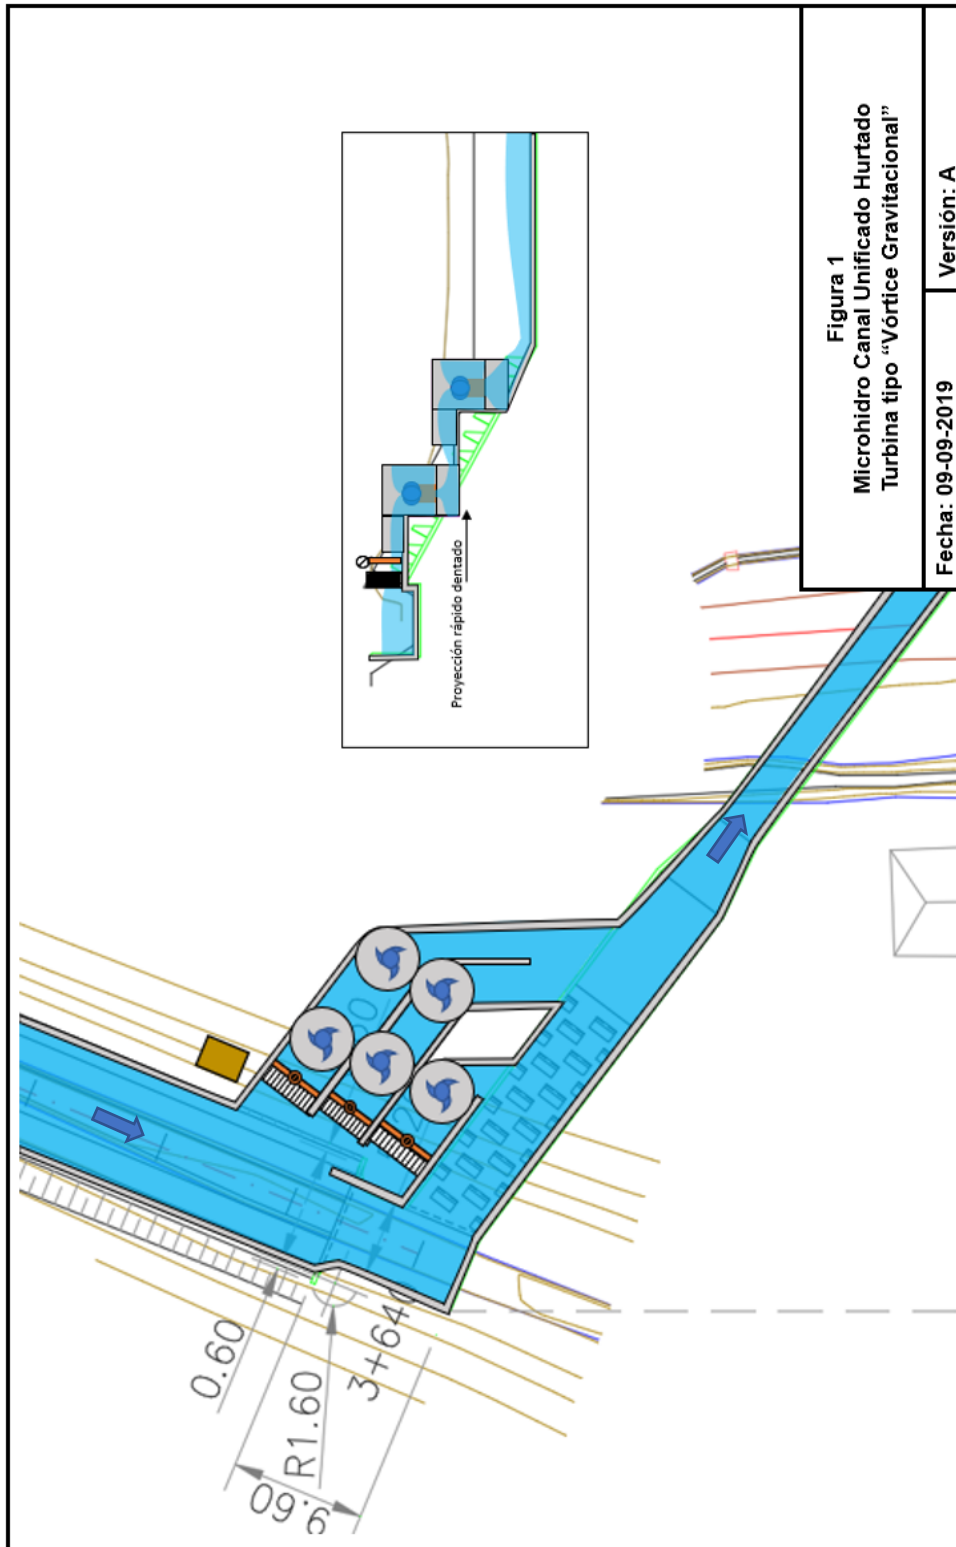 Figura 1
Microhidro Canal Unificado Hurtado
Turbina tipo “Vórtice Gravitacional”
Fecha: 09-09-2019
Versión: A
Proyección rápido dentado
0.60
R1.60
3+64
9.60